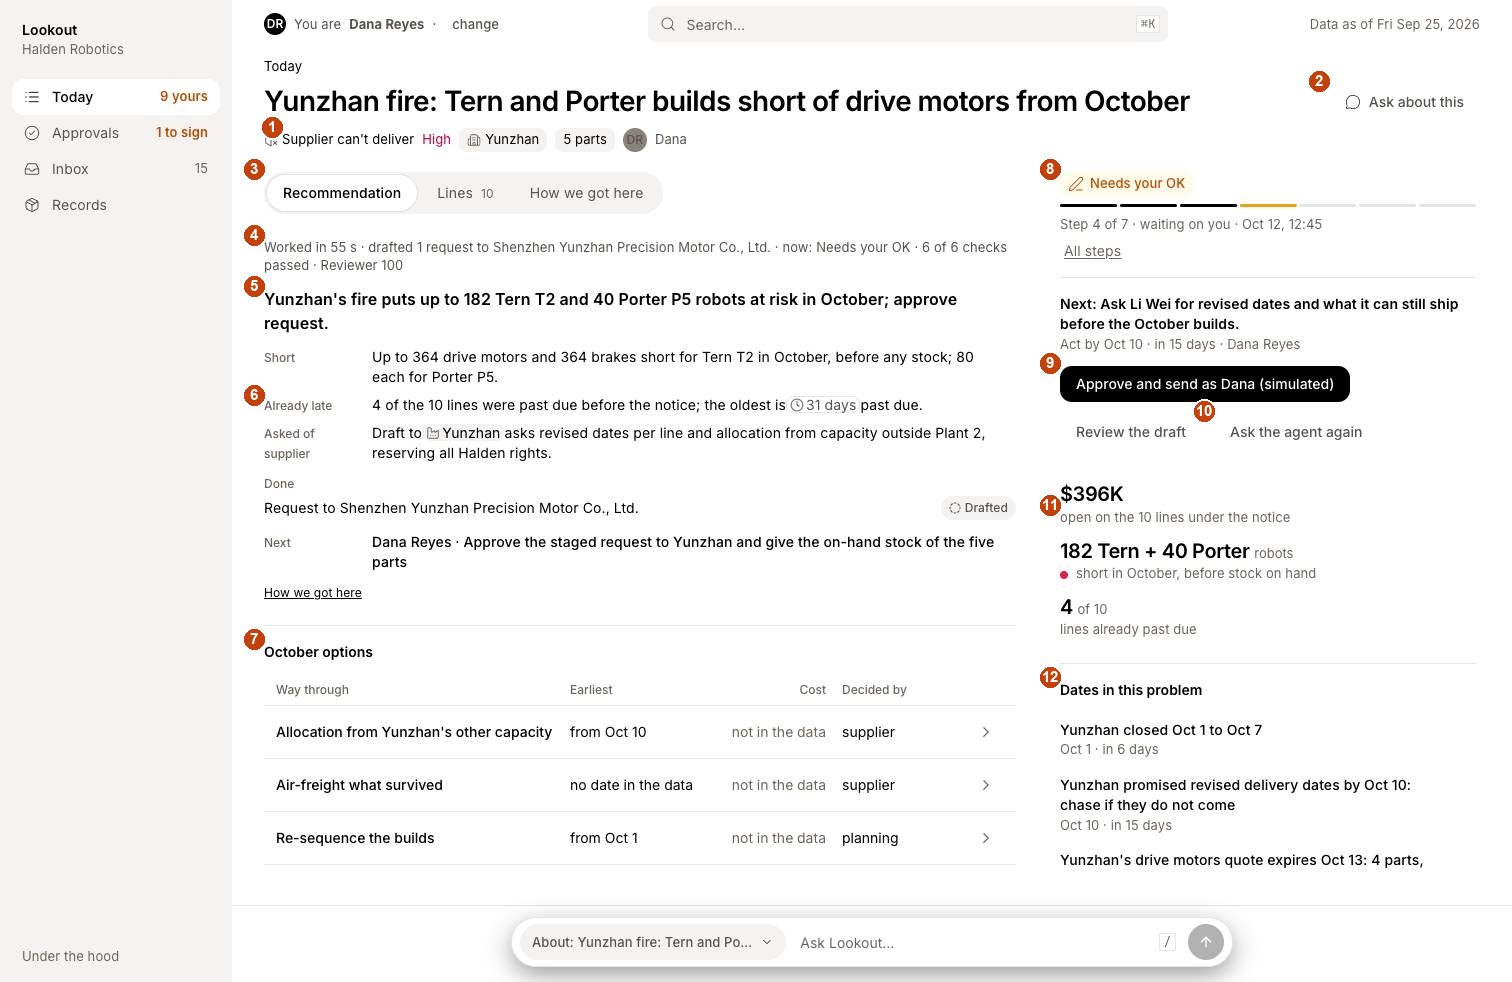 Lookout
Halden Robotics
Today 9 yours
Approvals 1 to sign
Inbox 15
Records
Under the hood
DR You are Dana Reyes · change
Search... ⌘K
Data as of Fri Sep 25, 2026
Today
Yunzhan fire: Tern and Porter builds short of drive motors from October
2
Ask about this
1
Supplier can't deliver High Yunzhan 5 parts DR Dana
3
Recommendation Lines 10 How we got here
4
Worked in 55 s · drafted 1 request to Shenzhen Yunzhan Precision Motor Co., Ltd. · now: Needs your OK · 6 of 6 checks
passed · Reviewer 100
5
Yunzhan's fire puts up to 182 Tern T2 and 40 Porter P5 robots at risk in October; approve
request.
Short Up to 364 drive motors and 364 brakes short for Tern T2 in October, before any stock; 80
each for Porter P5.
6
Already late 4 of the 10 lines were past due before the notice; the oldest is 31 days past due.
Asked of
supplier
Draft to Yunzhan asks revised dates per line and allocation from capacity outside Plant 2,
reserving all Halden rights.
Done
Request to Shenzhen Yunzhan Precision Motor Co., Ltd. Drafted
Next Dana Reyes · Approve the staged request to Yunzhan and give the on-hand stock of the five
parts
How we got here
7
October options
Way through Earliest Cost Decided by
Allocation from Yunzhan's other capacity from Oct 10 not in the data supplier
Air-freight what survived no date in the data not in the data supplier
Re-sequence the builds from Oct 1 not in the data planning
8
Needs your OK
Step 4 of 7 · waiting on you · Oct 12, 12:45
All steps
Next: Ask Li Wei for revised dates and what it can still ship
before the October builds.
Act by Oct 10 · in 15 days · Dana Reyes
9
Approve and send as Dana (simulated)
10
Review the draft Ask the agent again
11
$396K
open on the 10 lines under the notice
182 Tern + 40 Porter robots
short in October, before stock on hand
4 of 10
lines already past due
12
Dates in this problem
Yunzhan closed Oct 1 to Oct 7
Oct 1 · in 6 days
Yunzhan promised revised delivery dates by Oct 10:
chase if they do not come
Oct 10 · in 15 days
Yunzhan's drive motors quote expires Oct 13: 4 parts,
About: Yunzhan fire: Tern and Po... Ask Lookout... /